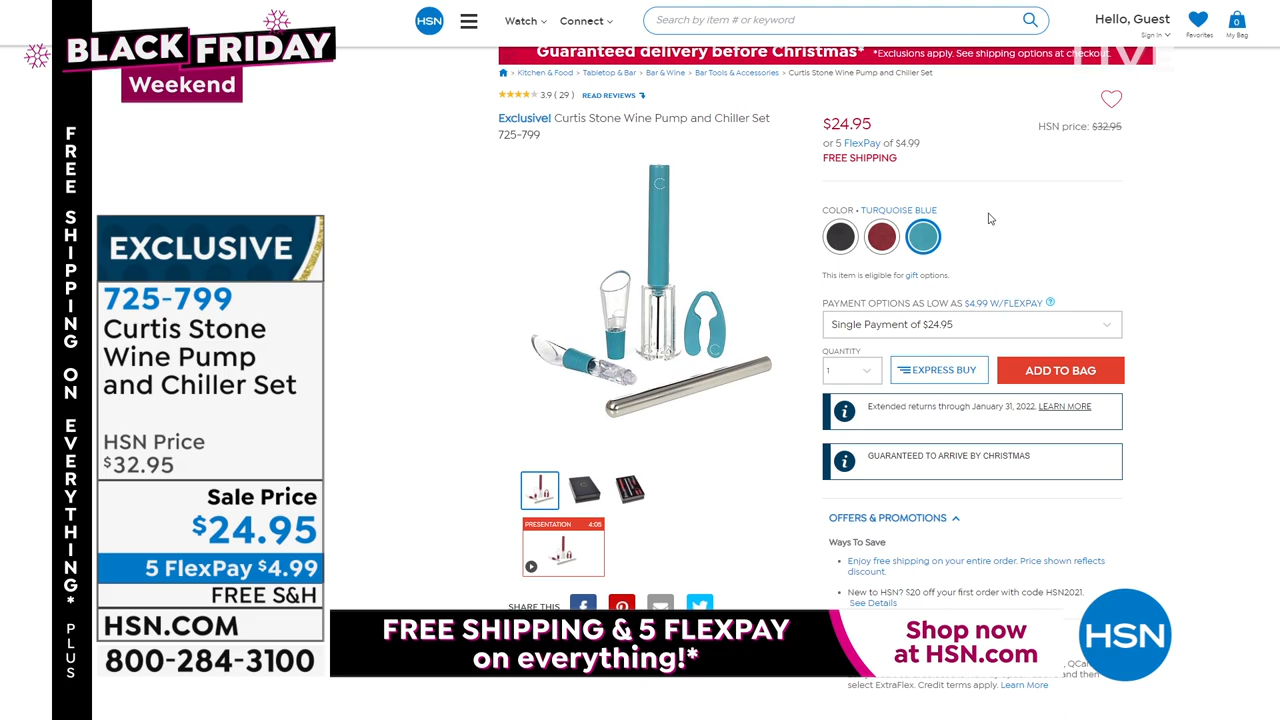 BLACK FRIDAY
Weekend
FREE SHIPPING ON EVERYTHING!* PLUS
EXCLUSIVE
725-799
Curtis Stone
Wine Pump
and Chiller Set
HSN Price
$32.95
Sale Price
$24.95
5 FlexPay $4.99
FREE S&H
HSN.COM
800-284-3100
HSN
Watch
Connect
Search by item # or keyword
Hello, Guest
Sign in
Favorites
0
My Bag
Guaranteed delivery before Christmas* *Exclusions apply. See shipping options at checkout.
LIVE
> Kitchen & Food > Tabletop & Bar > Bar & Wine > Bar Tools & Accessories > Curtis Stone Wine Pump and Chiller Set
3.9 ( 29 ) READ REVIEWS
Exclusive! Curtis Stone Wine Pump and Chiller Set
725-799
PRESENTATION 4:05
SHARE THIS
$24.95
HSN price: $32.95
or 5 FlexPay of $4.99
FREE SHIPPING
COLOR • TURQUOISE BLUE
This item is eligible for gift options.
PAYMENT OPTIONS AS LOW AS $4.99 W/FLEXPAY
Single Payment of $24.95
QUANTITY
1
EXPRESS BUY
ADD TO BAG
Extended returns through January 31, 2022. LEARN MORE
GUARANTEED TO ARRIVE BY CHRISTMAS
OFFERS & PROMOTIONS
Ways To Save
• Enjoy free shipping on your entire order. Price shown reflects
discount.
• New to HSN? $20 off your first order with code HSN2021.
See Details
QCar
and then
select ExtraFlex. Credit terms apply. Learn More
FREE SHIPPING & 5 FLEXPAY
on everything!*
Shop now
at HSN.com
HSN